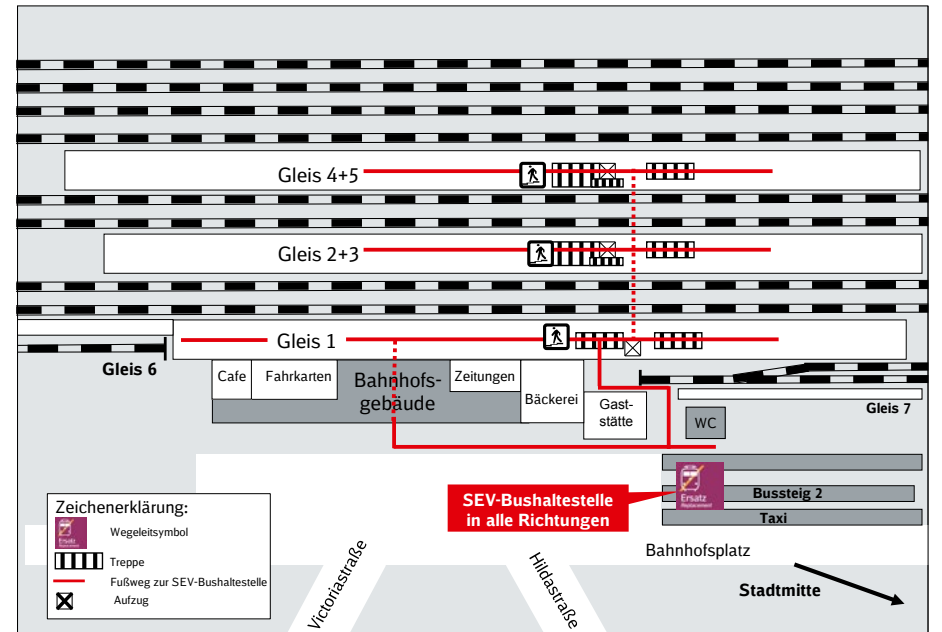 Gleis 4+5
Gleis 2+3
Gleis 1
Gleis 6
Cafe
Fahrkarten
Bahnhofs-
gebäude
Zeitungen
Bäckerei
Gast-
stätte
WC
Gleis 7
SEV-Bushaltestelle
in alle Richtungen
Ersatz
Replacement
Bussteig 2
Taxi
Bahnhofsplatz
Stadtmitte
Victoriastraße
Hildastraße
Zeichenerklärung:
Ersatz
Replacement
Wegeleitsymbol
Treppe
Fußweg zur SEV-Bushaltestelle
Aufzug